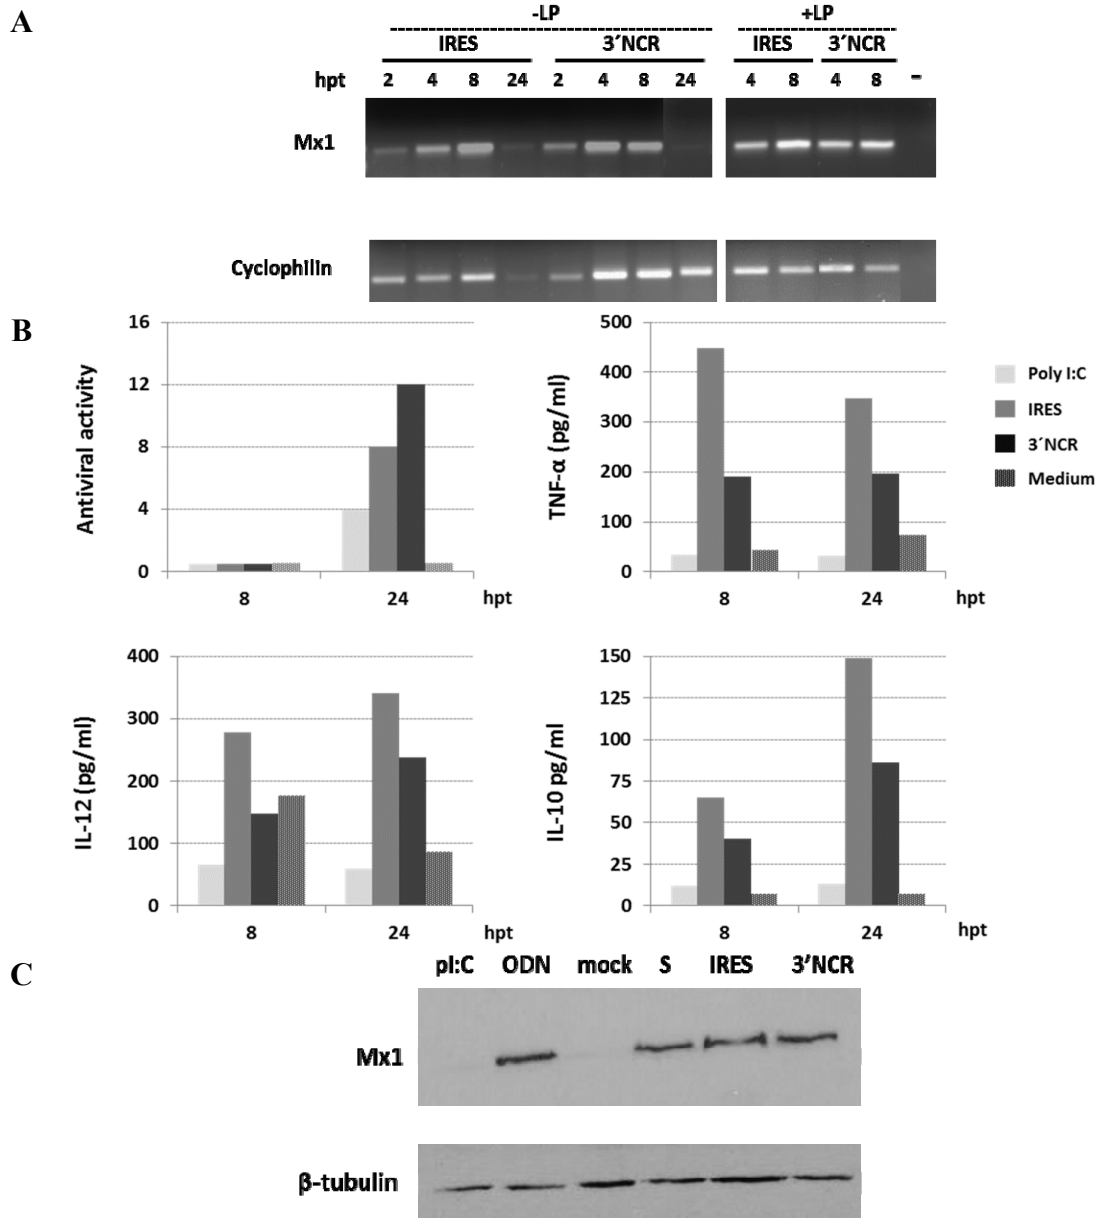 A
-LP +LP
IRES 3´NCR IRES 3´NCR
hpt 2 4 8 24 2 4 8 24 4 8 4 8 -
Mx1
Cyclophilin
B
16
12
8
4
0
Antiviral activity
8 24 hpt
500
400
300
200
100
0
TNF-α (pg/ml)
8 24 hpt
Poly I:C
IRES
3´NCR
Medium
400
300
200
100
0
IL-12 (pg/ml)
8 24 hpt
150
125
100
75
50
25
0
IL-10 pg/ml
8 24 hpt
C
pI:C ODN mock S IRES 3’NCR
Mx1
β-tubulin